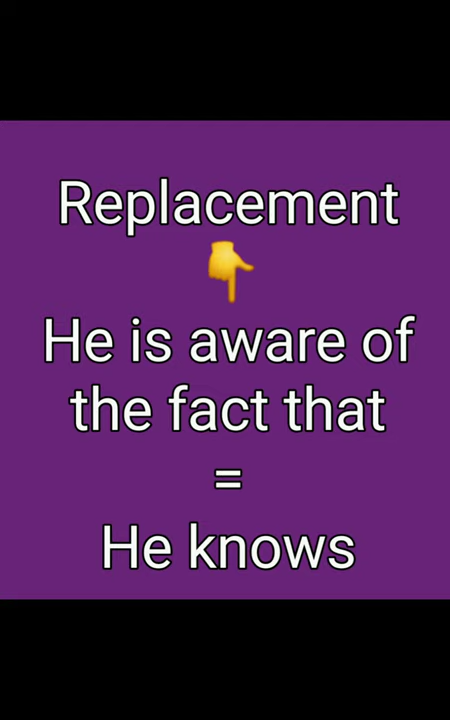 Replacement
👇
He is aware of
the fact that
=
He knows